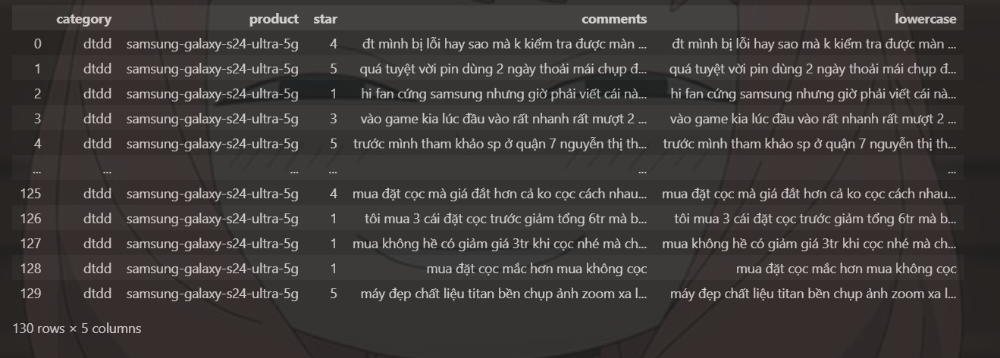 category product star comments lowercase
0 dtdd samsung-galaxy-s24-ultra-5g 4 đt mình bị lỗi hay sao mà k kiểm tra được màn ... đt mình bị lỗi hay sao mà k kiểm tra được màn ...
1 dtdd samsung-galaxy-s24-ultra-5g 5 quá tuyệt vời pin dùng 2 ngày thoải mái chụp đ... quá tuyệt vời pin dùng 2 ngày thoải mái chụp đ...
2 dtdd samsung-galaxy-s24-ultra-5g 1 hi fan cứng samsung nhưng giờ phải viết cái nà... hi fan cứng samsung nhưng giờ phải viết cái nà...
3 dtdd samsung-galaxy-s24-ultra-5g 3 vào game kia lúc đầu vào rất nhanh rất mượt 2 ... vào game kia lúc đầu vào rất nhanh rất mượt 2 ...
4 dtdd samsung-galaxy-s24-ultra-5g 5 trước mình tham khảo sp ở quận 7 nguyễn thị th... trước mình tham khảo sp ở quận 7 nguyễn thị th...
... ... ... ... ... ...
125 dtdd samsung-galaxy-s24-ultra-5g 4 mua đặt cọc mà giá đắt hơn cả ko cọc cách nhau... mua đặt cọc mà giá đắt hơn cả ko cọc cách nhau...
126 dtdd samsung-galaxy-s24-ultra-5g 1 tôi mua 3 cái đặt cọc trước giảm tổng 6tr mà b... tôi mua 3 cái đặt cọc trước giảm tổng 6tr mà b...
127 dtdd samsung-galaxy-s24-ultra-5g 1 mua không hề có giảm giá 3tr khi cọc nhé mà ch... mua không hề có giảm giá 3tr khi cọc nhé mà ch...
128 dtdd samsung-galaxy-s24-ultra-5g 1 mua đặt cọc mắc hơn mua không cọc mua đặt cọc mắc hơn mua không cọc
129 dtdd samsung-galaxy-s24-ultra-5g 5 máy đẹp chất liệu titan bền chụp ảnh zoom xa l... máy đẹp chất liệu titan bền chụp ảnh zoom xa l...
130 rows × 5 columns